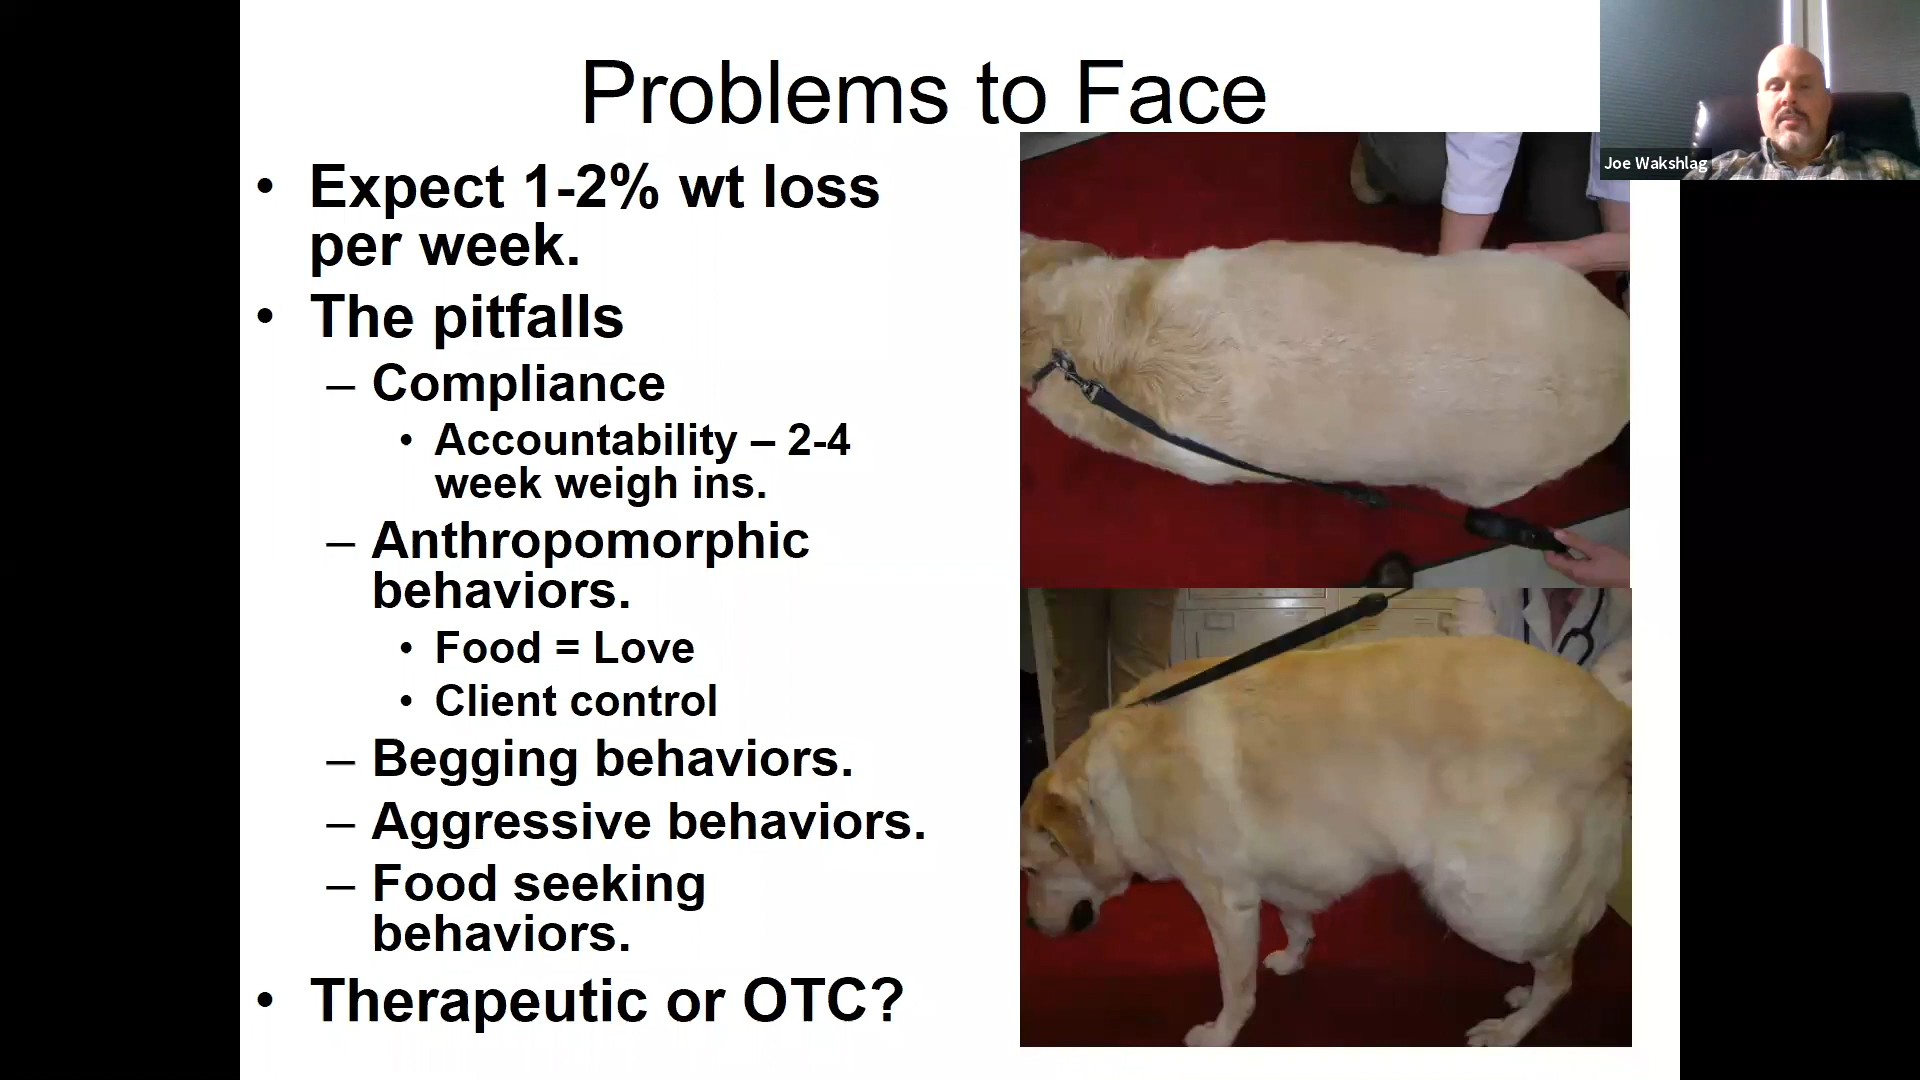 Problems to Face
Joe Wakshlag
• Expect 1-2% wt loss
per week.
• The pitfalls
– Compliance
• Accountability – 2-4
week weigh ins.
– Anthropomorphic
behaviors.
• Food = Love
• Client control
– Begging behaviors.
– Aggressive behaviors.
– Food seeking
behaviors.
• Therapeutic or OTC?